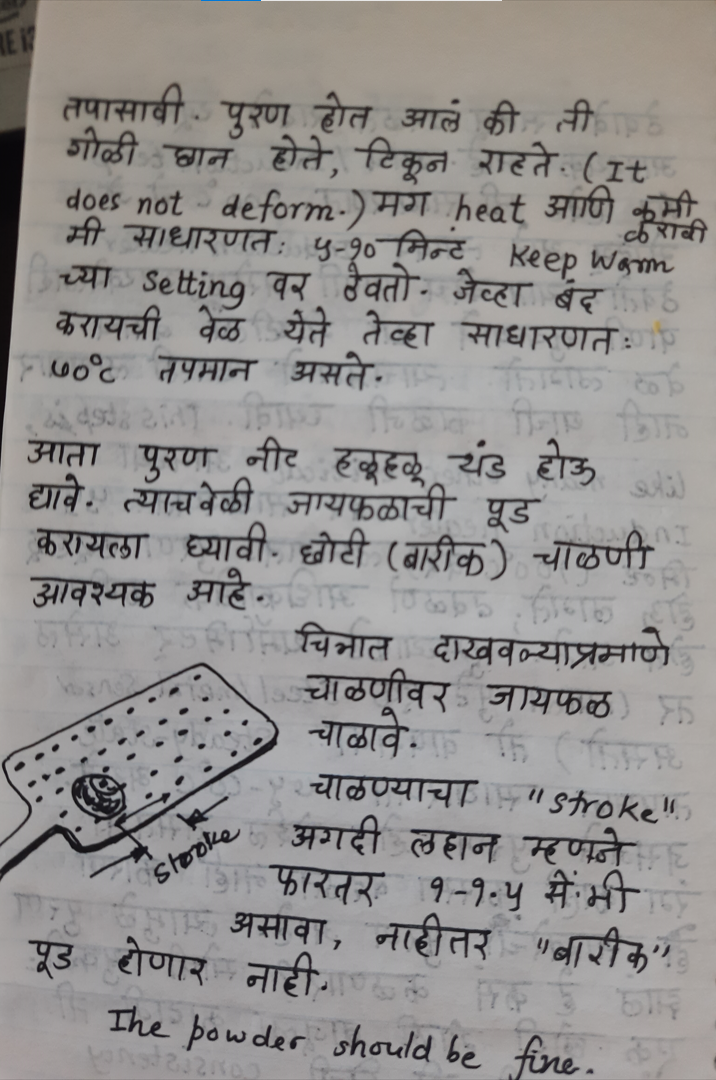 तपासावी. पुरण होत आलं की ती
गोळी छान होते, टिकून राहते. (It
does not deform.) मग heat आणि कमी
करावी
मी साधारणतः ५-१० मिन्टं Keep Warm
च्या setting वर ठेवतो. जेव्हा बंद
करायची वेळ येते तेव्हा साधारणतः
७०°C तपमान असते.
आता पुरण नीट हळूहळू थंड होऊ
द्यावे. त्याचवेळी जायफळाची पूड
करायला घ्यावी. छोटी (बारीक) चाळणी
आवश्यक आहे.
चित्रात दाखवल्याप्रमाणे
चाळणीवर जायफळ
चाळावे.
चाळण्याचा "stroke"
अगदी लहान म्हणजे
फारतर १-१.५ सें.मी
असावा, नाहीतर "बारीक"
पूड होणार नाही.
The powder should be fine.
stroke